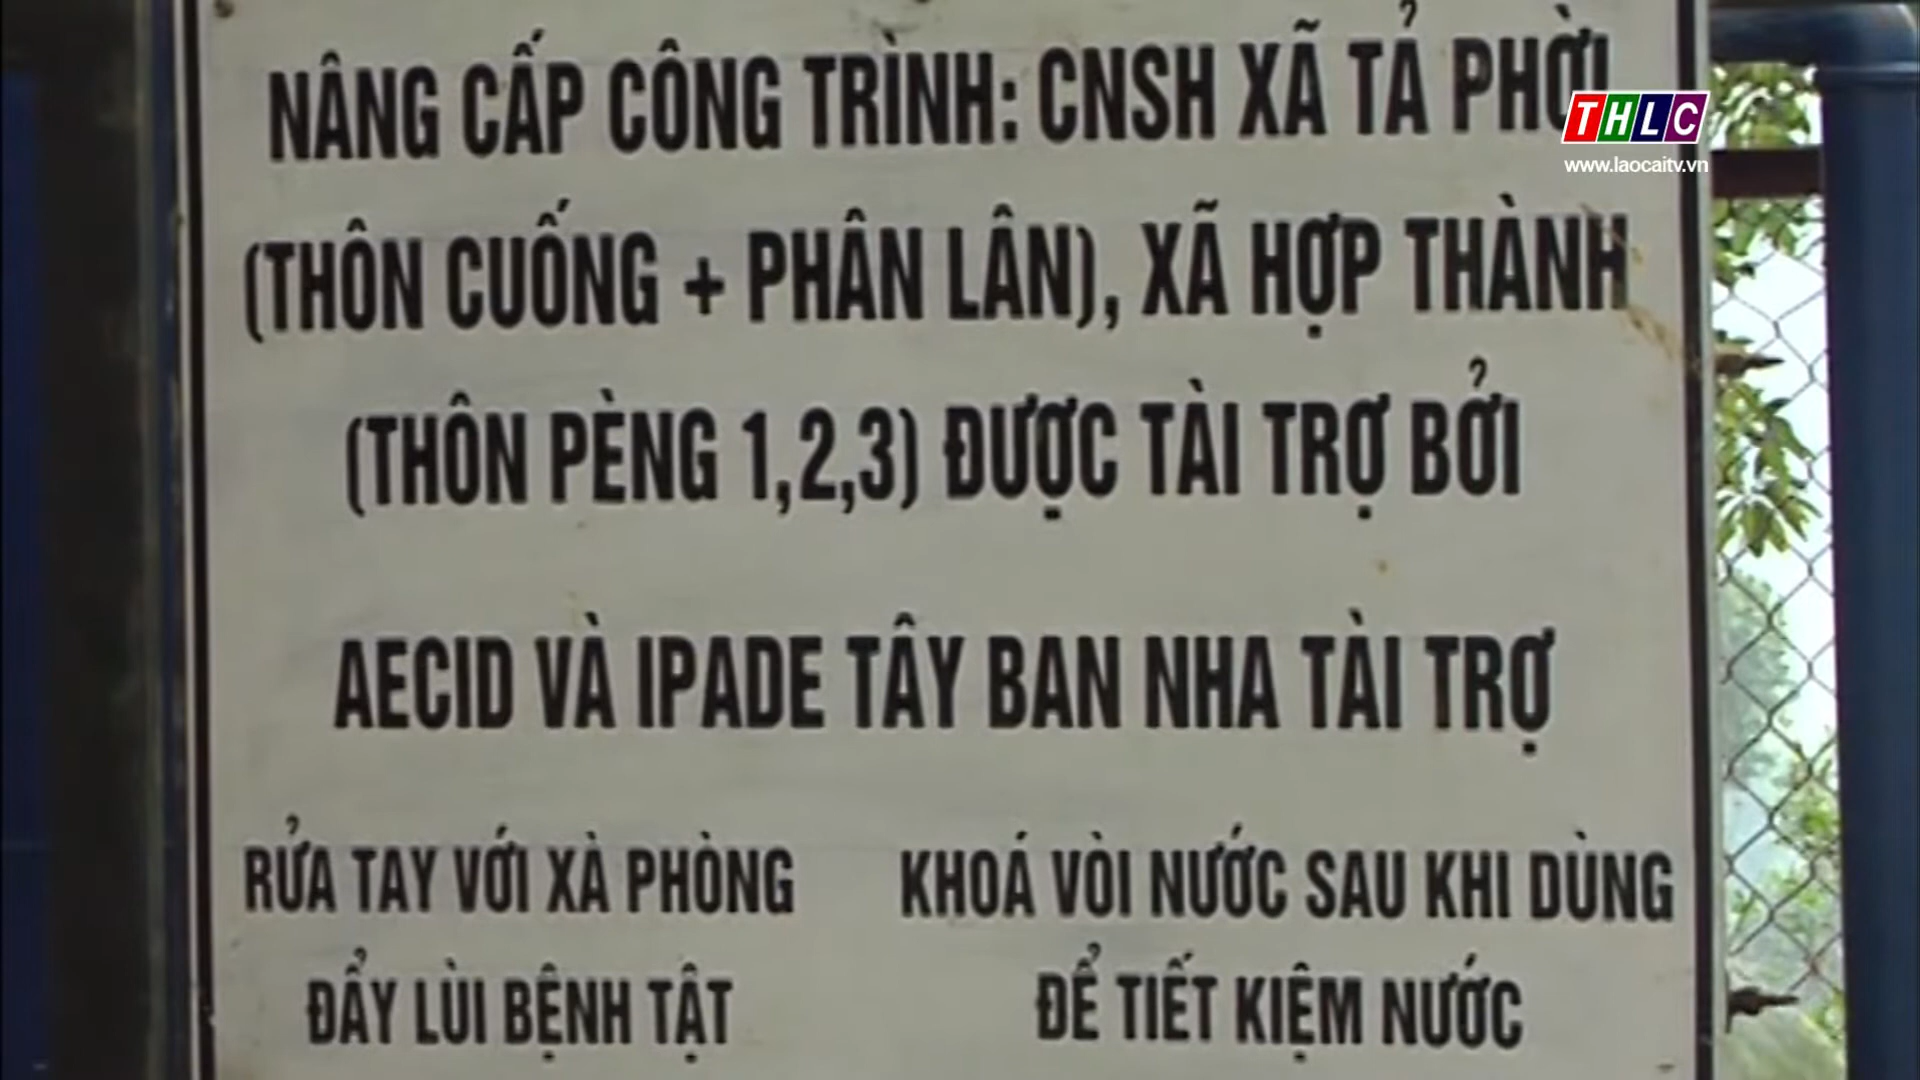 NÂNG CẤP CÔNG TRÌNH: CNSH XÃ TẢ PHỜI
THLC
www.laocaitv.vn
(THÔN CUỐNG + PHÂN LÂN), XÃ HỢP THÀNH
(THÔN PÈNG 1,2,3) ĐƯỢC TÀI TRỢ BỞI
AECID VÀ IPADE TÂY BAN NHA TÀI TRỢ
RỬA TAY VỚI XÀ PHÒNG
ĐẨY LÙI BỆNH TẬT
KHOÁ VÒI NƯỚC SAU KHI DÙNG
ĐỂ TIẾT KIỆM NƯỚC